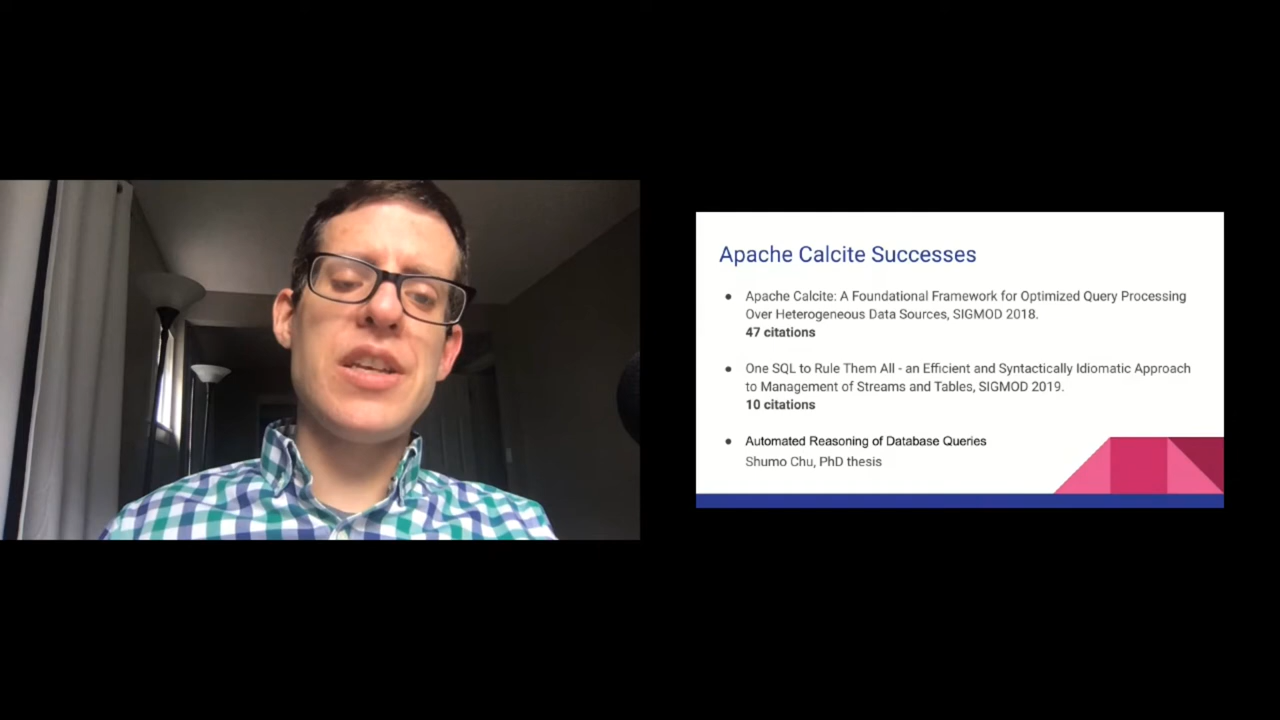 Apache Calcite Successes
● Apache Calcite: A Foundational Framework for Optimized Query Processing
Over Heterogeneous Data Sources, SIGMOD 2018.
47 citations
● One SQL to Rule Them All - an Efficient and Syntactically Idiomatic Approach
to Management of Streams and Tables, SIGMOD 2019.
10 citations
● Automated Reasoning of Database Queries
Shumo Chu, PhD thesis